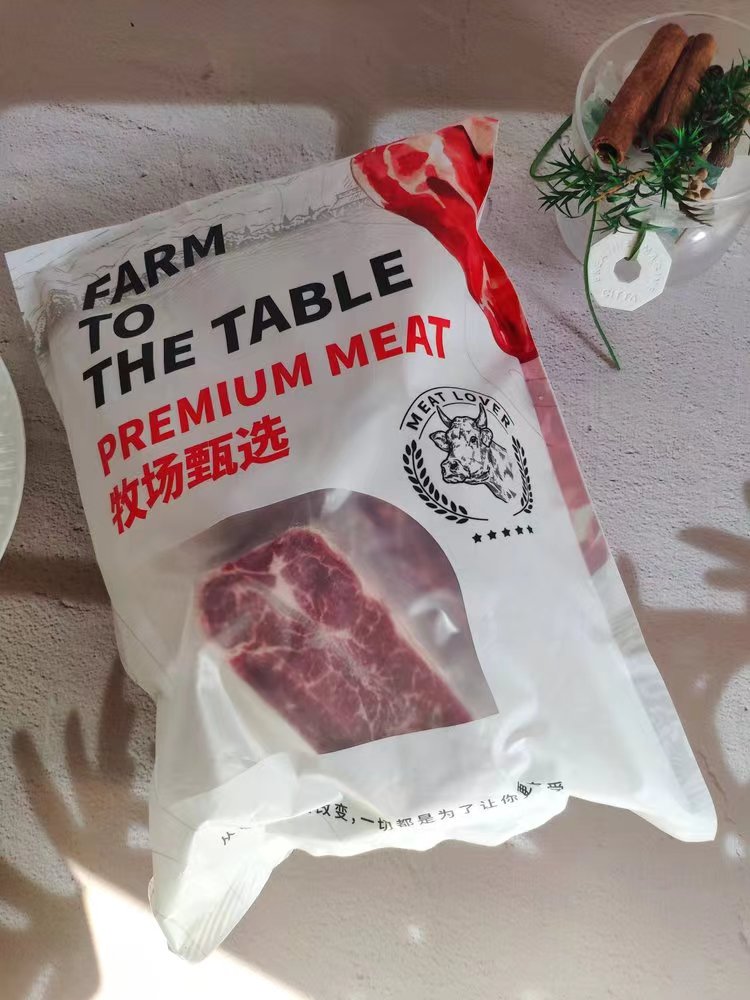 FARM
TO
THE TABLE
PREMIUM MEAT
牧场甄选
MEAT LOVER
改变,一切都是为了让你